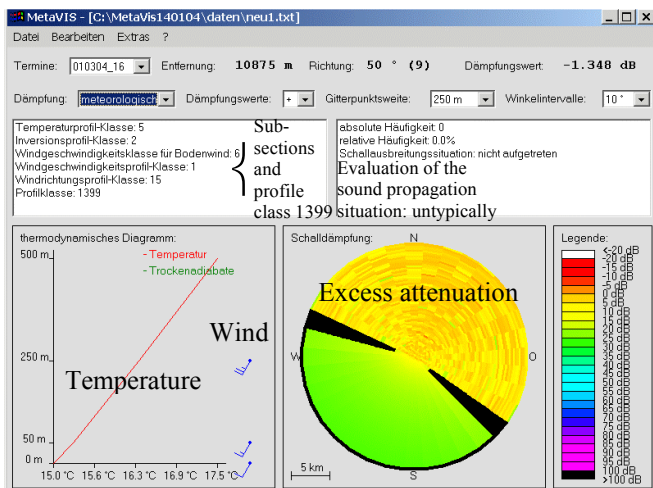 MetaVIS - [C:\MetaVis140104\daten\neu1.txt]
Datei Bearbeiten Extras ?
Termine: 010304_16 Entfernung: 10875 m Richtung: 50 ° (9) Dämpfungswert: -1.348 dB
Dämpfung: meteorologisch Dämpfungswerte: + Gitterpunktsweite: 250 m Winkelintervalle: 10 °
Temperaturprofil-Klasse: 5
Inversionsprofil-Klasse: 2
Windgeschwindigkeitsklasse für Bodenwind: 6
Windgeschwindigkeitsprofil-Klasse: 1
Windrichtungsprofil-Klasse: 15
Profilklasse: 1399
Sub-
sections
and
profile
class 1399
absolute Häufigkeit: 0
relative Häufigkeit: 0.0%
Schallausbreitungssituation: nicht aufgetreten
Evaluation of the
sound propagation
situation: untypically
thermodynamisches Diagramm:
500 m
- Temperatur
- Trockenadiabate
Wind
250 m
Temperature
50 m
0 m
15.0 °C 15.6 °C 16.3 °C 16.9 °C 17.5 °C
Schalldämpfung:
N
Excess attenuation
W
O
S
5 km
Legende:
<-20 dB
-20 dB
-15 dB
-10 dB
-5 dB
0 dB
5 dB
10 dB
15 dB
20 dB
25 dB
30 dB
35 dB
40 dB
45 dB
50 dB
55 dB
60 dB
65 dB
70 dB
75 dB
80 dB
85 dB
90 dB
95 dB
100 dB
>100 dB